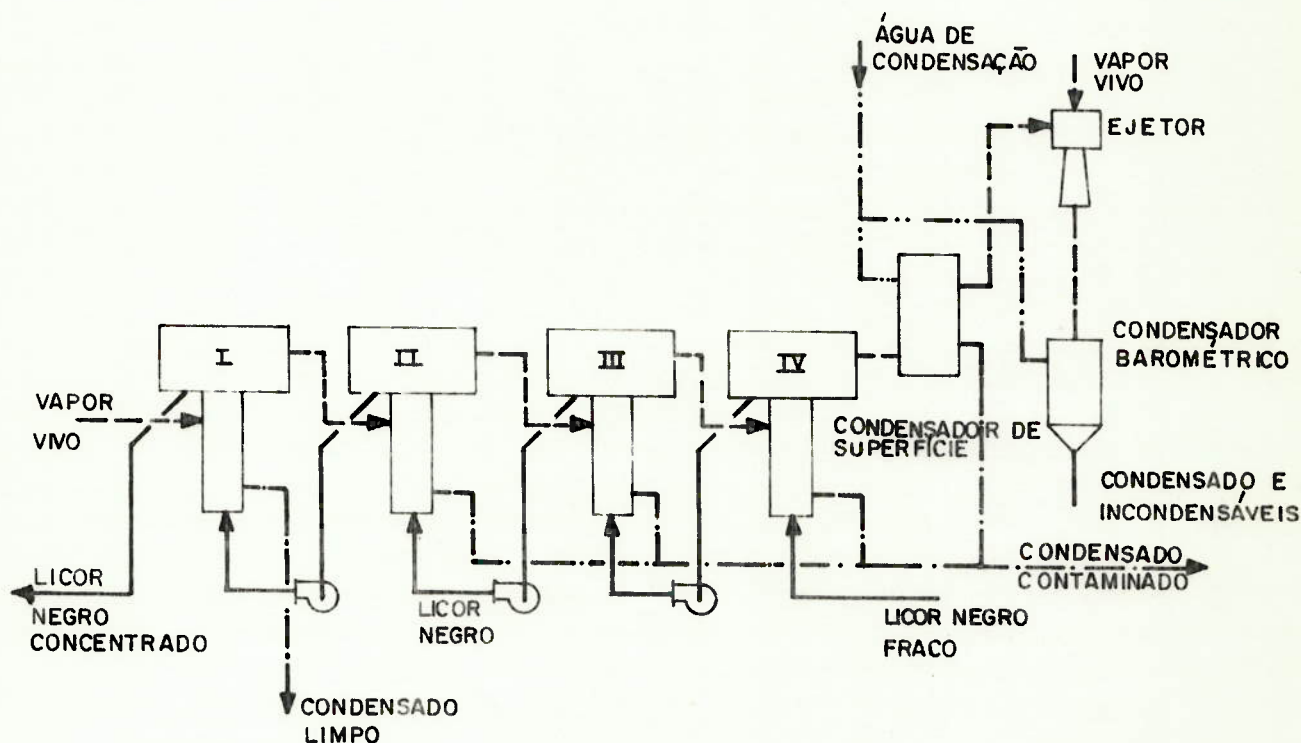 ÁGUA DE
CONDENSAÇÃO
VAPOR
VIVO
EJETOR
I
II
III
IV
CONDENSADOR
BAROMÉTRICO
VAPOR
VIVO
CONDENSADOR DE
SUPERFÍCIE
CONDENSADO E
INCONDENSÁVEIS
CONDENSADO
CONTAMINADO
LICOR
NEGRO
CONCENTRADO
LICOR
NEGRO
LICOR NEGRO
FRACO
CONDENSADO
LIMPO